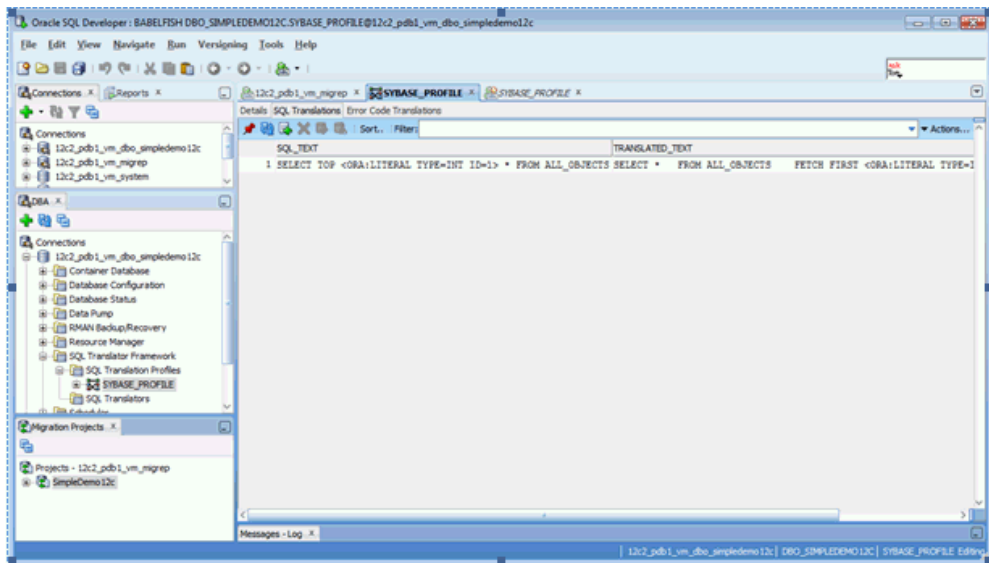 Oracle SQL Developer : BABELFISH DBO_SIMPLEDEMO12C.SYBASE_PROFILE@12c2_pdb1_vm_dbo_simpledemo12c
File Edit View Navigate Run Versioning Tools Help
Connections Reports
12c2_pdb1_vm_migrep SYBASE_PROFILE SYBASE_PROFILE
Details SQL Translations Error Code Translations
Sort.. Filter: Actions...
SQL_TEXT TRANSLATED_TEXT
1 SELECT TOP <ORA:LITERAL TYPE=INT ID=1> * FROM ALL_OBJECTS SELECT * FROM ALL_OBJECTS FETCH FIRST <ORA:LITERAL TYPE=I
Connections
12c2_pdb1_vm_dbo_simpledemo12c
12c2_pdb1_vm_migrep
12c2_pdb1_vm_system
DBA
Connections
12c2_pdb1_vm_dbo_simpledemo12c
Container Database
Database Configuration
Database Status
Data Pump
RMAN Backup/Recovery
Resource Manager
SQL Translator Framework
SQL Translation Profiles
SYBASE_PROFILE
SQL Translators
Scheduler
Migration Projects
Projects - 12c2_pdb1_vm_migrep
SimpleDemo12c
Messages - Log
12c2_pdb1_vm_dbo_simpledemo12c | DBO_SIMPLEDEMO12C | SYBASE_PROFILE Editing